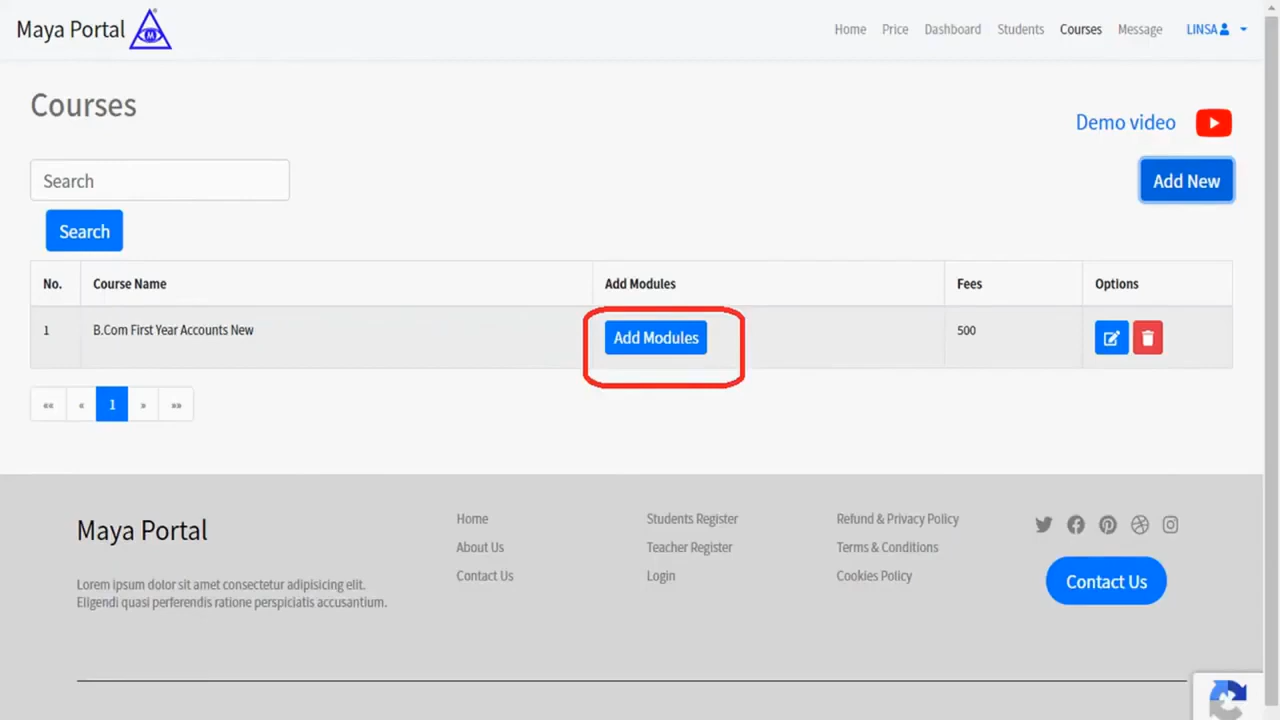 Maya Portal
Home Price Dashboard Students Courses Message LINSA
Courses
Demo video
Search
Add New
Search
No. Course Name Add Modules Fees Options
1 B.Com First Year Accounts New Add Modules 500
«« « 1 » »»
Maya Portal
Lorem ipsum dolor sit amet consectetur adipisicing elit.
Eligendi quasi perferendis ratione perspiciatis accusantium.
Home
About Us
Contact Us
Students Register
Teacher Register
Login
Refund & Privacy Policy
Terms & Conditions
Cookies Policy
Contact Us